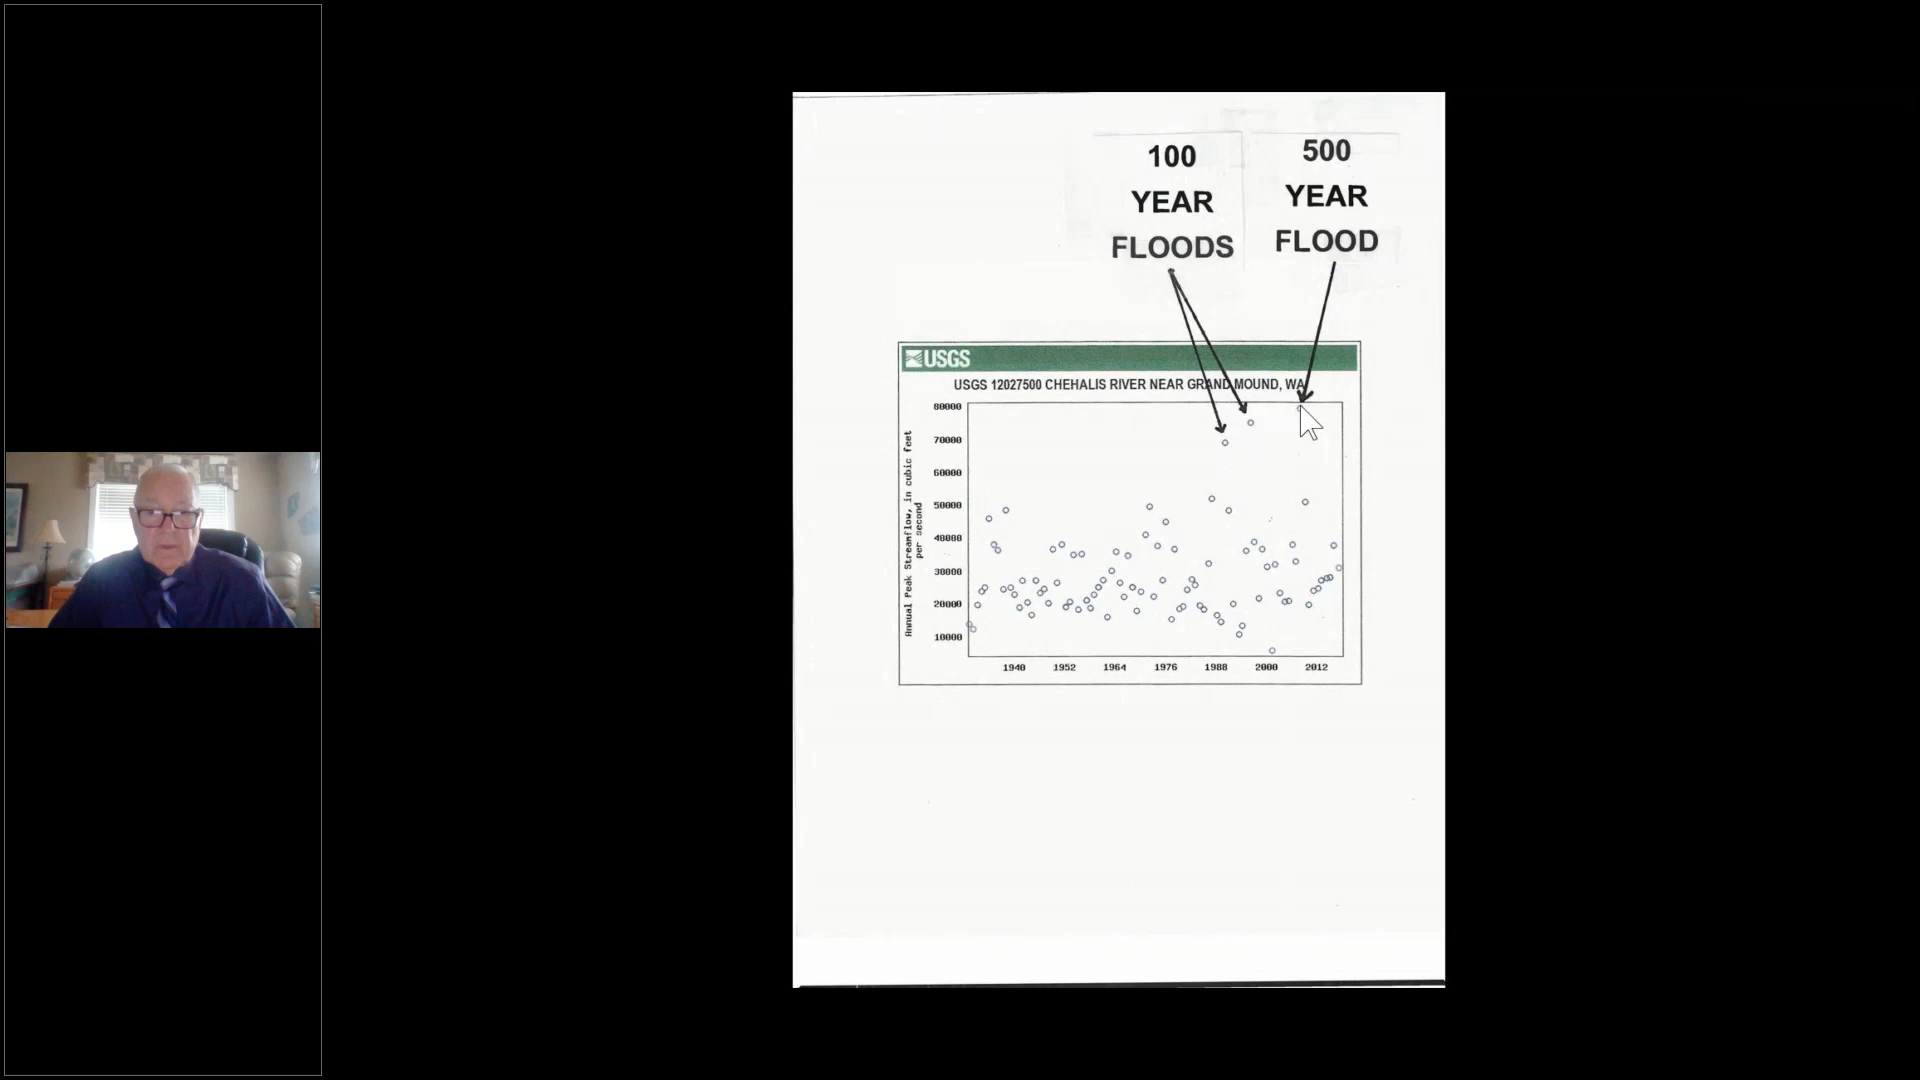 100
YEAR
FLOODS
500
YEAR
FLOOD
USGS
USGS 12027500 CHEHALIS RIVER NEAR GRAND MOUND, WA
Annual Peak Streamflow, in cubic feet
per second
80000
70000
60000
50000
40000
30000
20000
10000
1940 1952 1964 1976 1988 2000 2012